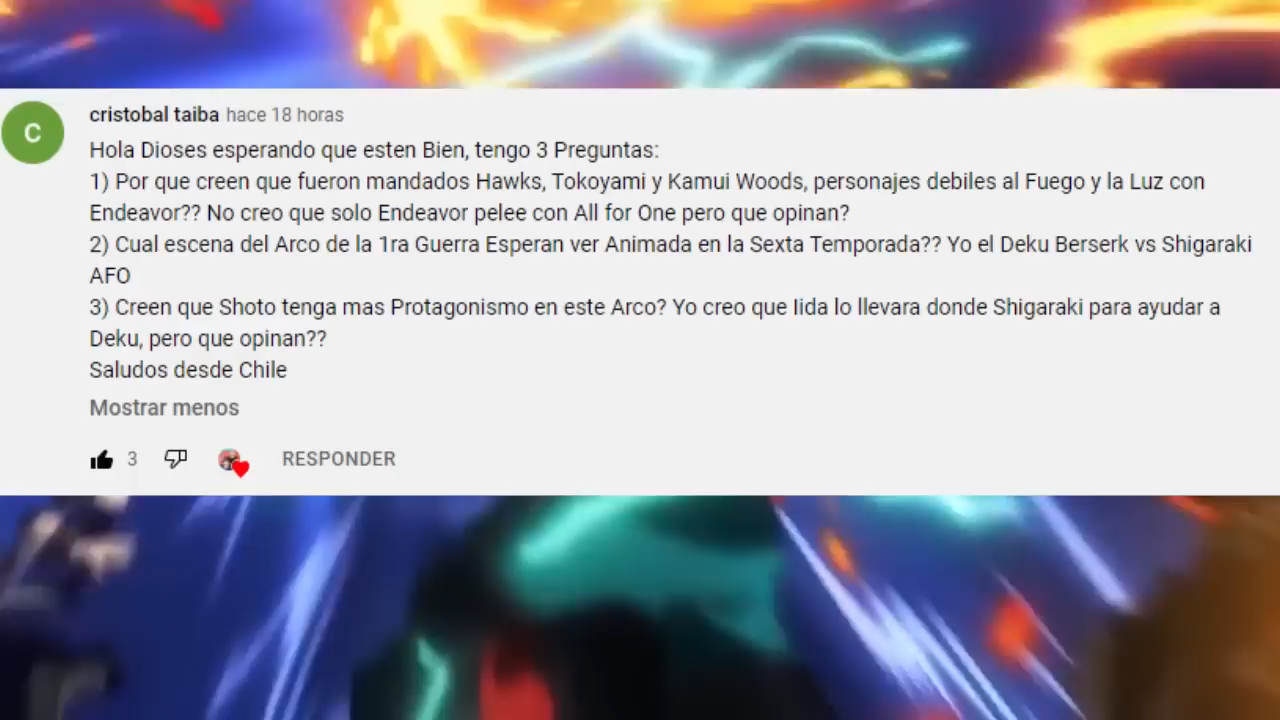 C
cristobal taiba hace 18 horas
Hola Dioses esperando que esten Bien, tengo 3 Preguntas:
1) Por que creen que fueron mandados Hawks, Tokoyami y Kamui Woods, personajes debiles al Fuego y la Luz con
Endeavor?? No creo que solo Endeavor pelee con All for One pero que opinan?
2) Cual escena del Arco de la 1ra Guerra Esperan ver Animada en la Sexta Temporada?? Yo el Deku Berserk vs Shigaraki
AFO
3) Creen que Shoto tenga mas Protagonismo en este Arco? Yo creo que Iida lo llevara donde Shigaraki para ayudar a
Deku, pero que opinan??
Saludos desde Chile
Mostrar menos
3 RESPONDER